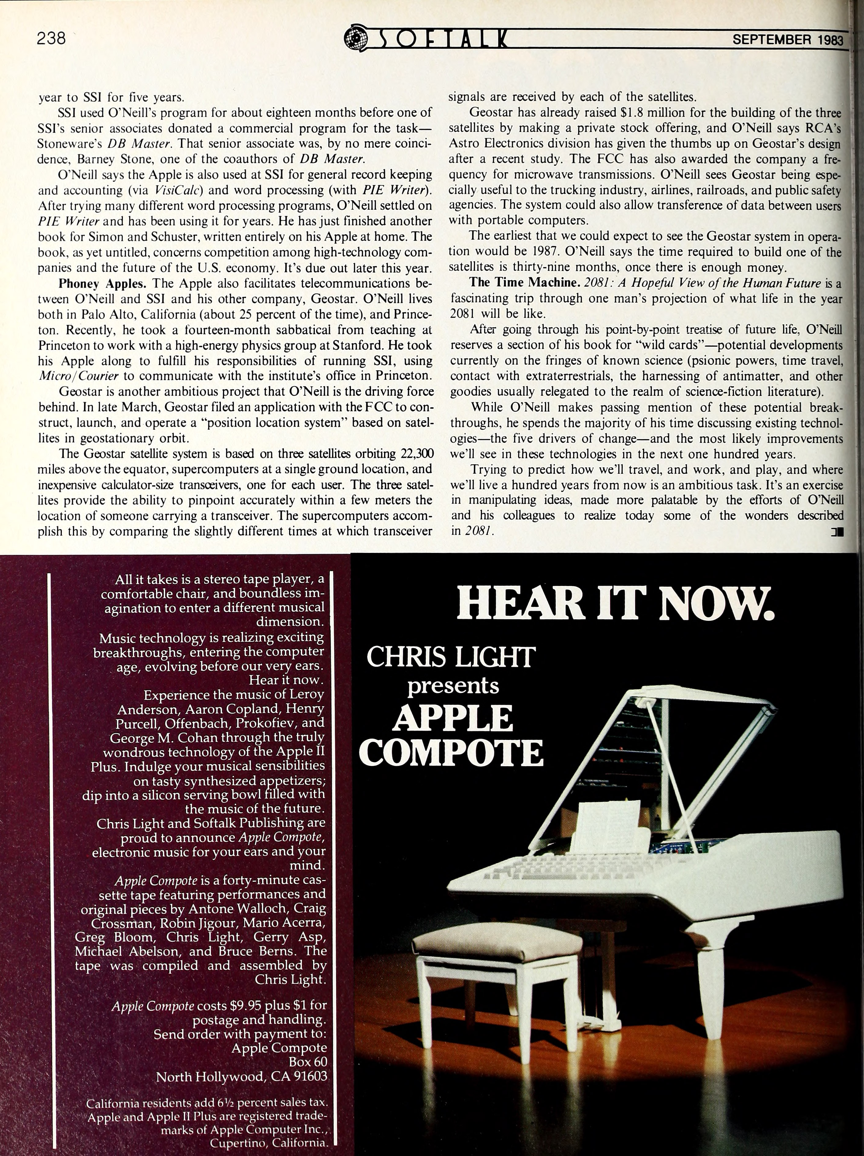 238
SOFTALK
SEPTEMBER 1983
year to SSI for five years.
SSI used O'Neill's program for about eighteen months before one of
SSI's senior associates donated a commercial program for the task—
Stoneware's DB Master. That senior associate was, by no mere coinci-
dence, Barney Stone, one of the coauthors of DB Master.
O'Neill says the Apple is also used at SSI for general record keeping
and accounting (via VisiCalc) and word processing (with PIE Writer).
After trying many different word processing programs, O'Neill settled on
PIE Writer and has been using it for years. He has just finished another
book for Simon and Schuster, written entirely on his Apple at home. The
book, as yet untitled, concerns competition among high-technology com-
panies and the future of the U.S. economy. It's due out later this year.
Phoney Apples. The Apple also facilitates telecommunications be-
tween O'Neill and SSI and his other company, Geostar. O'Neill lives
both in Palo Alto, California (about 25 percent of the time), and Prince-
ton. Recently, he took a fourteen-month sabbatical from teaching at
Princeton to work with a high-energy physics group at Stanford. He took
his Apple along to fulfill his responsibilities of running SSI, using
Micro/Courier to communicate with the institute's office in Princeton.
Geostar is another ambitious project that O'Neill is the driving force
behind. In late March, Geostar filed an application with the FCC to con-
struct, launch, and operate a "position location system" based on satel-
lites in geostationary orbit.
The Geostar satellite system is based on three satellites orbiting 22,300
miles above the equator, supercomputers at a single ground location, and
inexpensive calculator-size transceivers, one for each user. The three satel-
lites provide the ability to pinpoint accurately within a few meters the
location of someone carrying a transceiver. The supercomputers accom-
plish this by comparing the slightly different times at which transceiver
signals are received by each of the satellites.
Geostar has already raised $1.8 million for the building of the three
satellites by making a private stock offering, and O'Neill says RCA's
Astro Electronics division has given the thumbs up on Geostar's design
after a recent study. The FCC has also awarded the company a fre-
quency for microwave transmissions. O'Neill sees Geostar being espe-
cially useful to the trucking industry, airlines, railroads, and public safety
agencies. The system could also allow transference of data between users
with portable computers.
The earliest that we could expect to see the Geostar system in opera-
tion would be 1987. O'Neill says the time required to build one of the
satellites is thirty-nine months, once there is enough money.
The Time Machine. 2081: A Hopeful View of the Human Future is a
fascinating trip through one man's projection of what life in the year
2081 will be like.
After going through his point-by-point treatise of future life, O'Neill
reserves a section of his book for "wild cards"—potential developments
currently on the fringes of known science (psionic powers, time travel,
contact with extraterrestrials, the harnessing of antimatter, and other
goodies usually relegated to the realm of science-fiction literature).
While O'Neill makes passing mention of these potential break-
throughs, he spends the majority of his time discussing existing technol-
ogies—the five drivers of change—and the most likely improvements
we'll see in these technologies in the next one hundred years.
Trying to predict how we'll travel, and work, and play, and where
we'll live a hundred years from now is an ambitious task. It's an exercise
in manipulating ideas, made more palatable by the efforts of O'Neill
and his colleagues to realize today some of the wonders described
in 2081.
All it takes is a stereo tape player, a
comfortable chair, and boundless im-
agination to enter a different musical
dimension.
Music technology is realizing exciting
breakthroughs, entering the computer
age, evolving before our very ears.
Hear it now.
Experience the music of Leroy
Anderson, Aaron Copland, Henry
Purcell, Offenbach, Prokofiev, and
George M. Cohan through the truly
wondrous technology of the Apple II
Plus. Indulge your musical sensibilities
on tasty synthesized appetizers;
dip into a silicon serving bowl filled with
the music of the future.
Chris Light and Softalk Publishing are
proud to announce Apple Compote,
electronic music for your ears and your
mind.
Apple Compote is a forty-minute cas-
sette tape featuring performances and
original pieces by Antone Walloch, Craig
Crossman, Robin Jigour, Mario Acerra,
Greg Bloom, Chris Light, Gerry Asp,
Michael Abelson, and Bruce Berns. The
tape was compiled and assembled by
Chris Light.
Apple Compote costs $9.95 plus $1 for
postage and handling.
Send order with payment to:
Apple Compote
Box 60
North Hollywood, CA 91603
California residents add 6½ percent sales tax.
Apple and Apple II Plus are registered trade-
marks of Apple Computer Inc.,
Cupertino, California.
HEAR IT NOW.
CHRIS LIGHT
presents
APPLE
COMPOTE